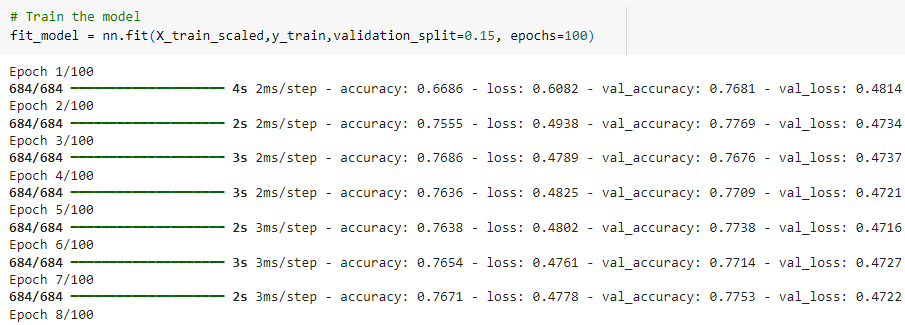 # Train the model
fit_model = nn.fit(X_train_scaled,y_train,validation_split=0.15, epochs=100)
Epoch 1/100
684/684 ━━━━━━━━━━━━━━━━━━━━ 4s 2ms/step - accuracy: 0.6686 - loss: 0.6082 - val_accuracy: 0.7681 - val_loss: 0.4814
Epoch 2/100
684/684 ━━━━━━━━━━━━━━━━━━━━ 2s 2ms/step - accuracy: 0.7555 - loss: 0.4938 - val_accuracy: 0.7769 - val_loss: 0.4734
Epoch 3/100
684/684 ━━━━━━━━━━━━━━━━━━━━ 3s 2ms/step - accuracy: 0.7686 - loss: 0.4789 - val_accuracy: 0.7676 - val_loss: 0.4737
Epoch 4/100
684/684 ━━━━━━━━━━━━━━━━━━━━ 3s 2ms/step - accuracy: 0.7636 - loss: 0.4825 - val_accuracy: 0.7709 - val_loss: 0.4721
Epoch 5/100
684/684 ━━━━━━━━━━━━━━━━━━━━ 2s 3ms/step - accuracy: 0.7638 - loss: 0.4802 - val_accuracy: 0.7738 - val_loss: 0.4716
Epoch 6/100
684/684 ━━━━━━━━━━━━━━━━━━━━ 3s 3ms/step - accuracy: 0.7654 - loss: 0.4761 - val_accuracy: 0.7714 - val_loss: 0.4727
Epoch 7/100
684/684 ━━━━━━━━━━━━━━━━━━━━ 2s 3ms/step - accuracy: 0.7671 - loss: 0.4778 - val_accuracy: 0.7753 - val_loss: 0.4722
Epoch 8/100